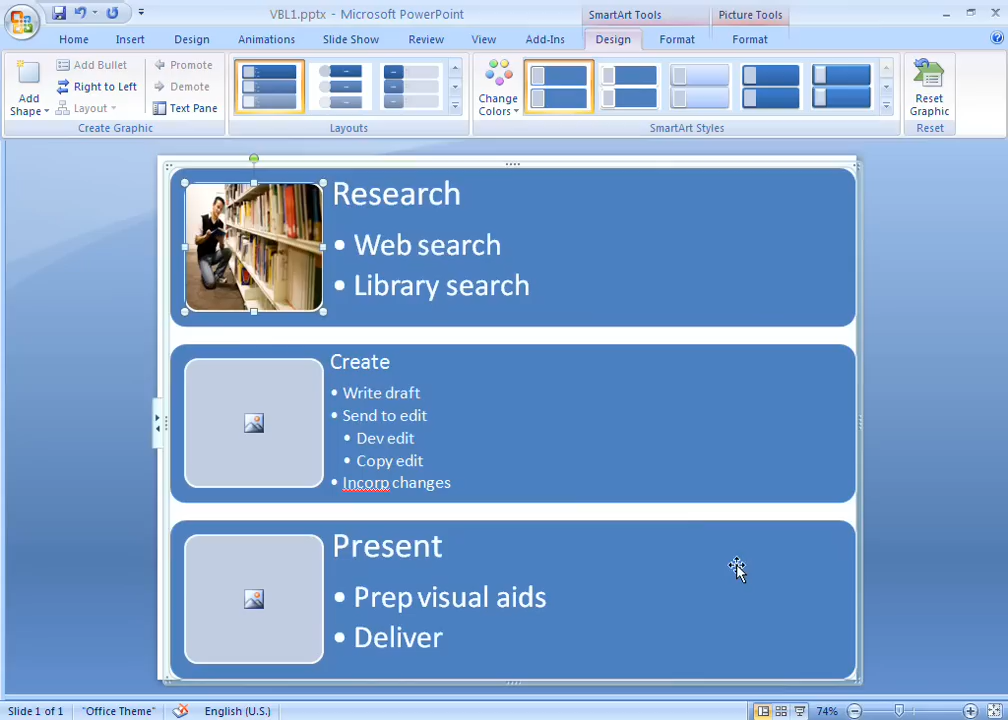 VBL1.pptx - Microsoft PowerPoint
SmartArt Tools
Picture Tools
Home Insert Design Animations Slide Show Review View Add-Ins Design Format Format
Add Shape
Add Bullet
Right to Left
Layout
Promote
Demote
Text Pane
Create Graphic
Layouts
Change Colors
SmartArt Styles
Reset Graphic
Reset
Research
• Web search
• Library search
Create
• Write draft
• Send to edit
• Dev edit
• Copy edit
• Incorp changes
Present
• Prep visual aids
• Deliver
Slide 1 of 1
"Office Theme"
English (U.S.)
74%